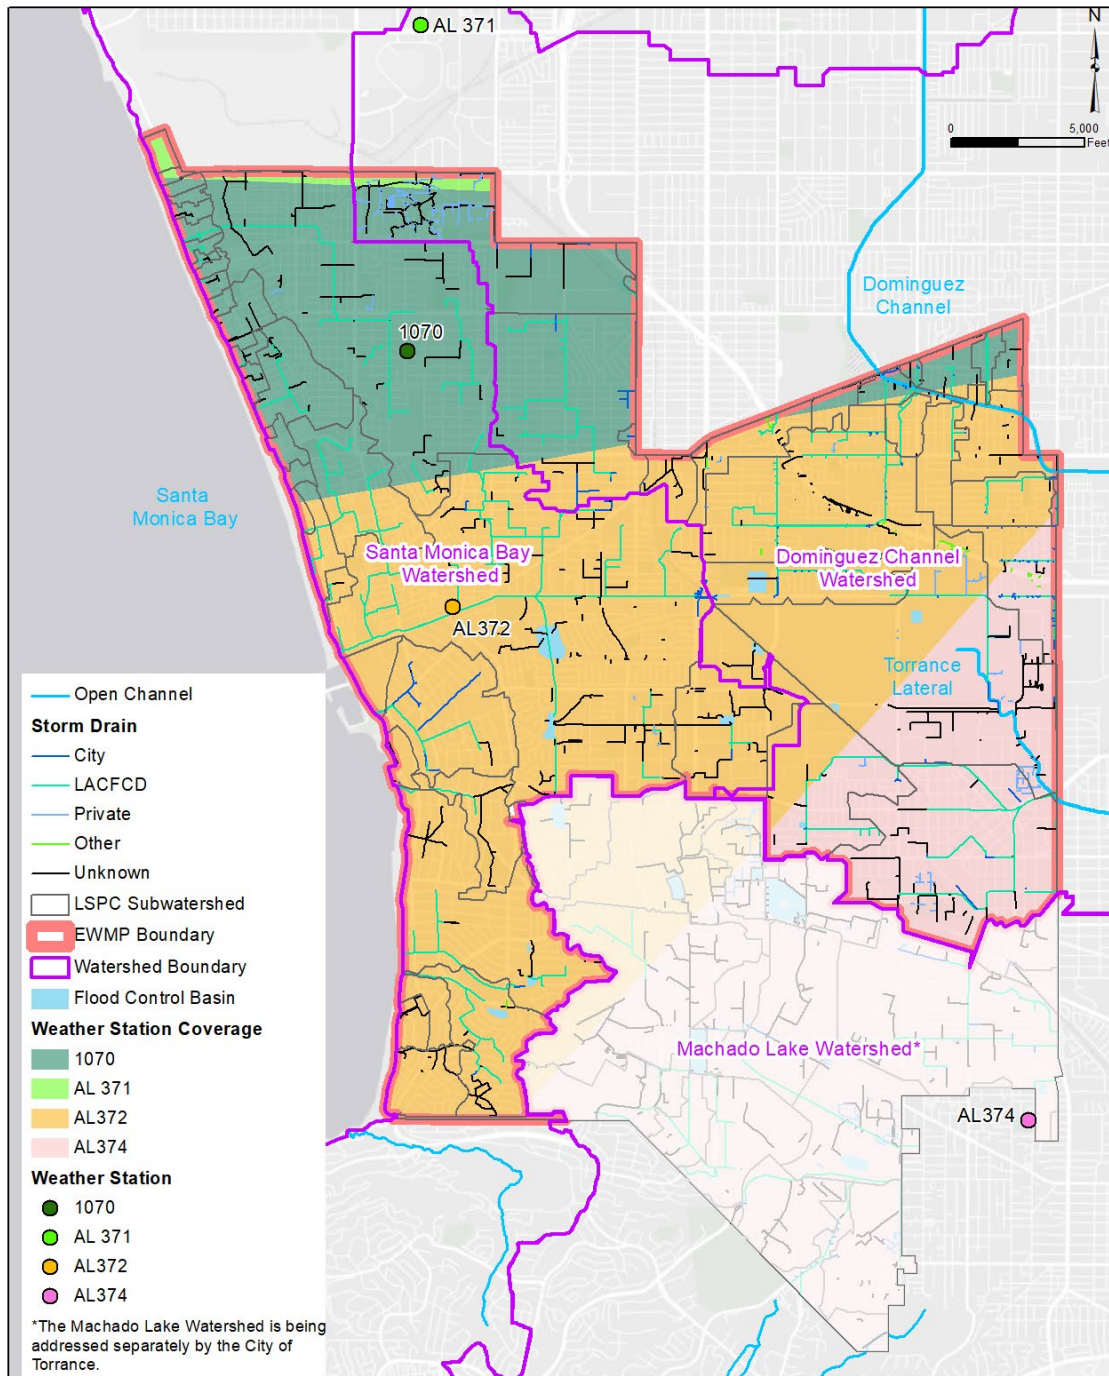 AL 371
N
0 5,000
Feet
Dominguez
Channel
1070
Santa
Monica Bay
Santa Monica Bay
Watershed
Dominguez Channel
Watershed
AL372
Torrance
Lateral
Machado Lake Watershed*
AL374
Open Channel
Storm Drain
City
LACFCD
Private
Other
Unknown
LSPC Subwatershed
EWMP Boundary
Watershed Boundary
Flood Control Basin
Weather Station Coverage
1070
AL 371
AL372
AL374
Weather Station
1070
AL 371
AL372
AL374
*The Machado Lake Watershed is being
addressed separately by the City of
Torrance.